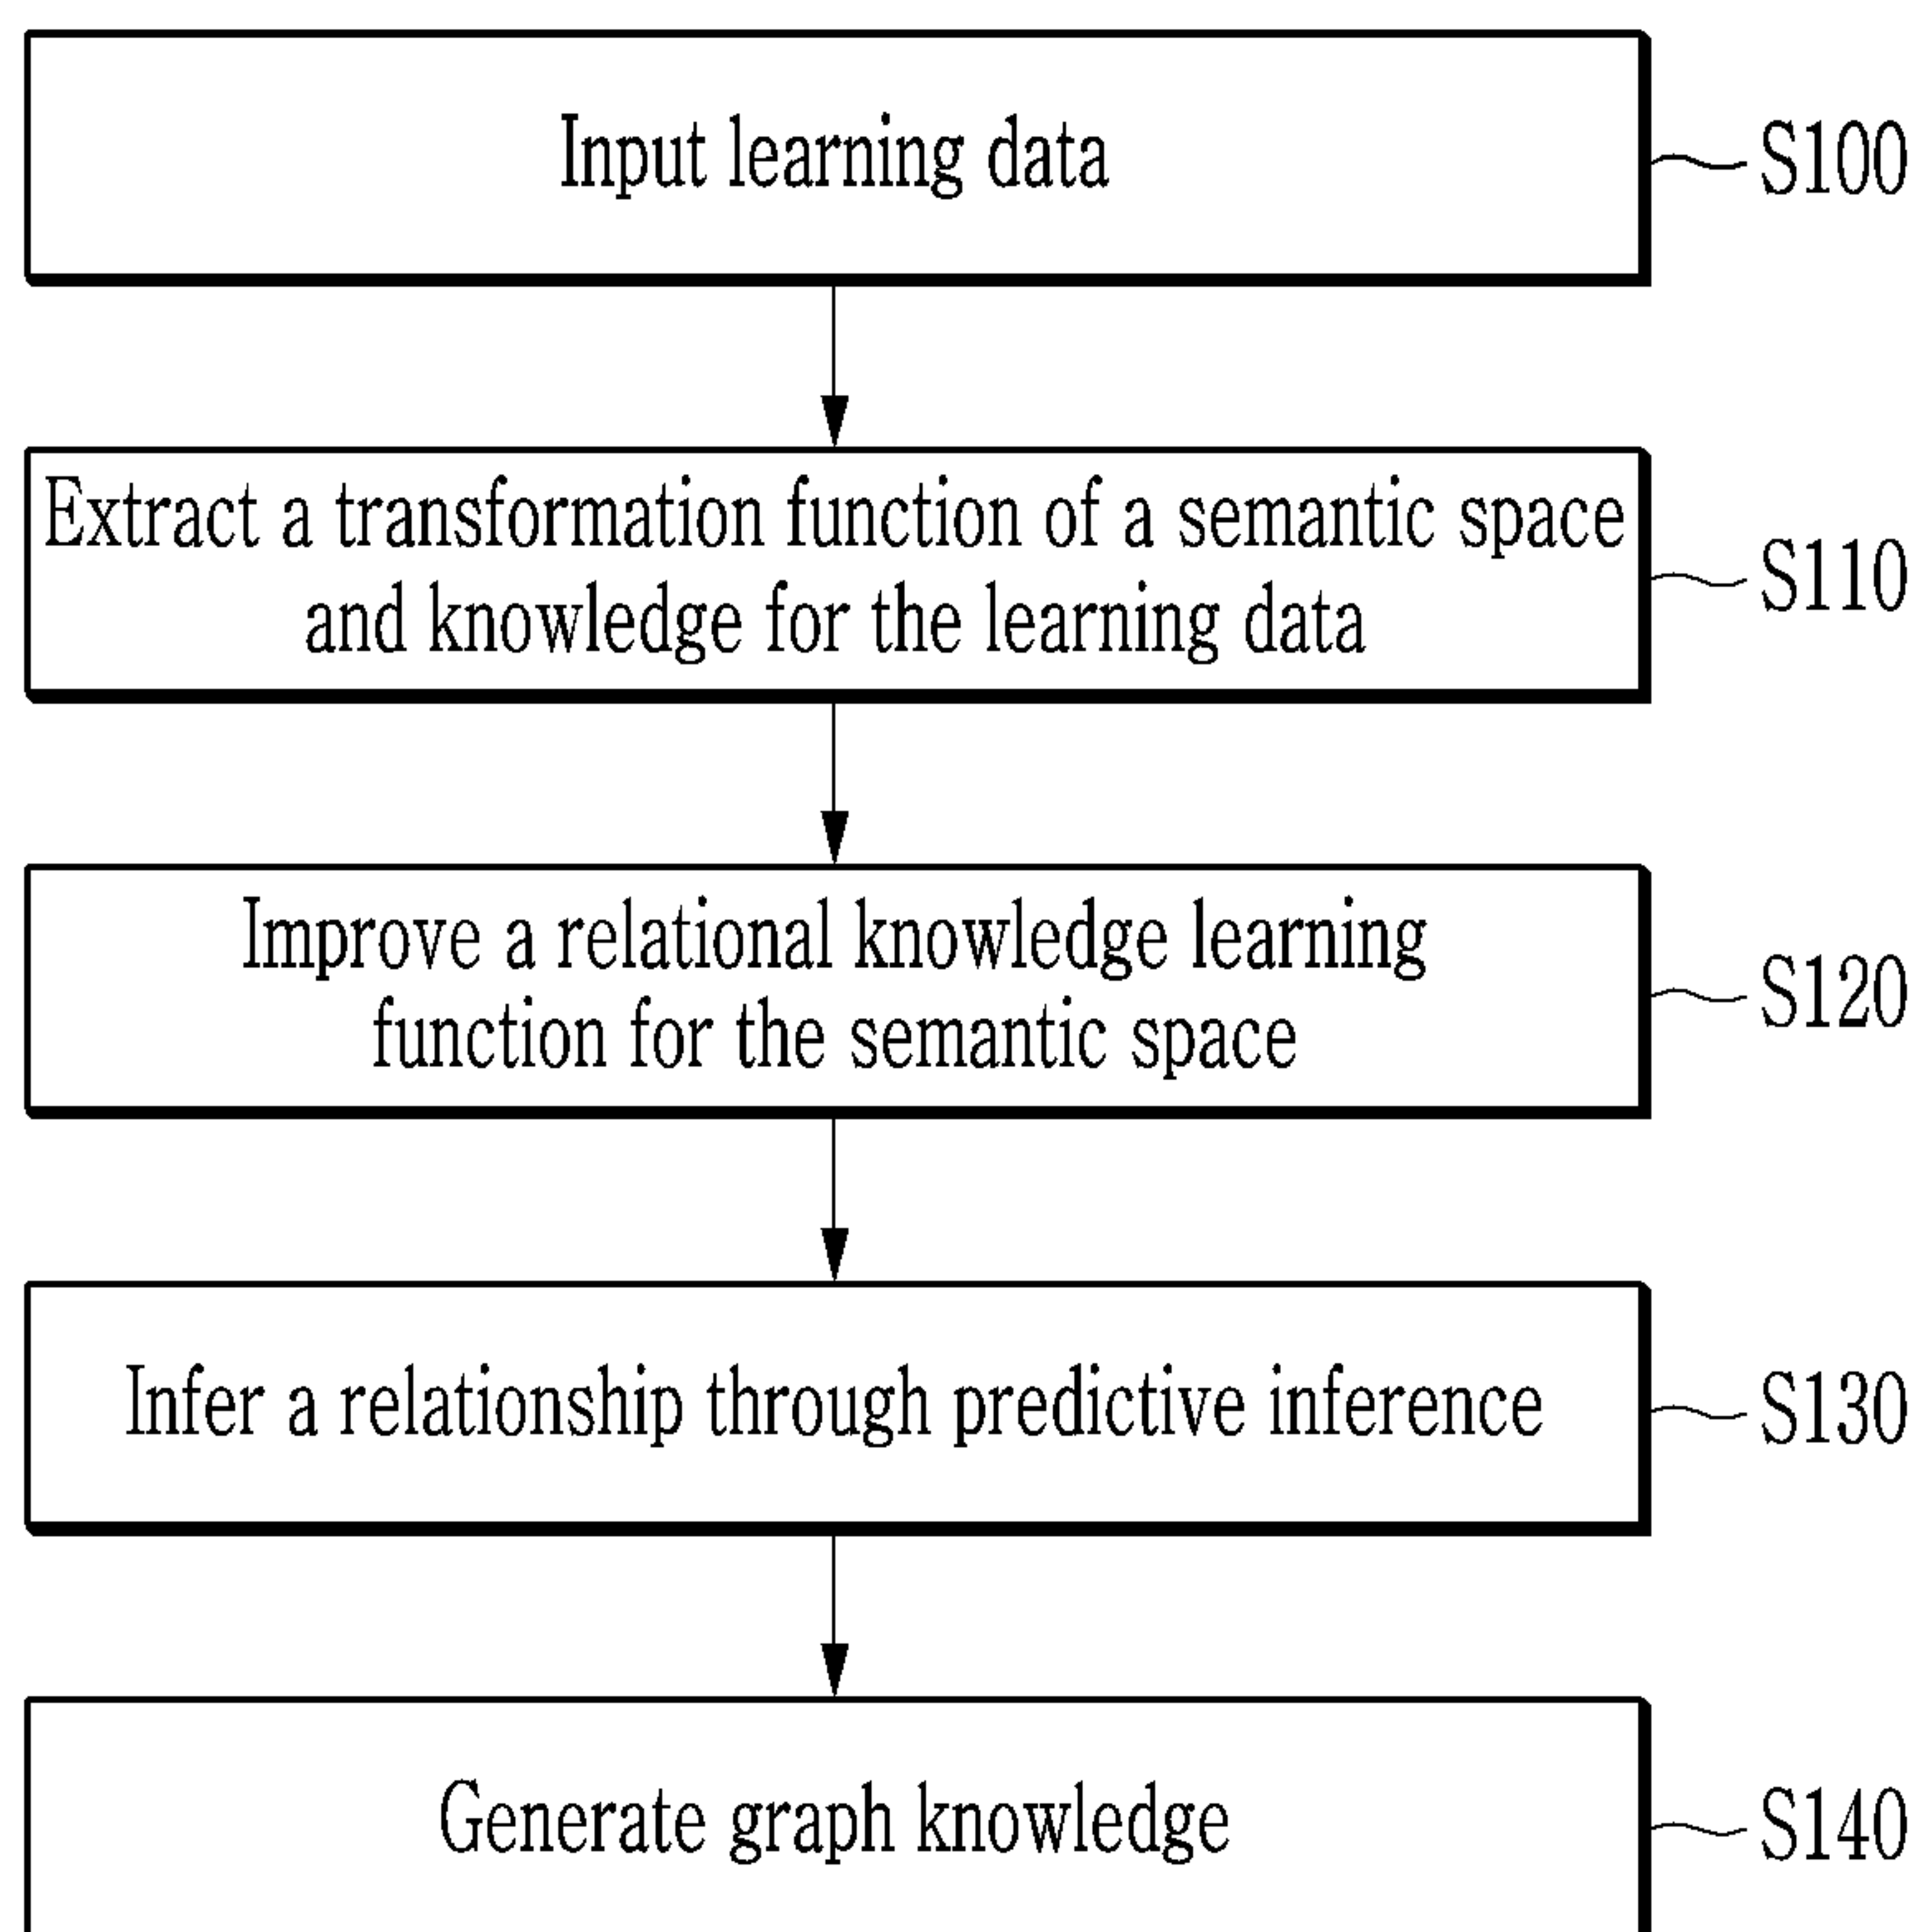 Input learning data
S100
Extract a transformation function of a semantic space
and knowledge for the learning data
S110
Improve a relational knowledge learning
function for the semantic space
S120
Infer a relationship through predictive inference
S130
Generate graph knowledge
S140